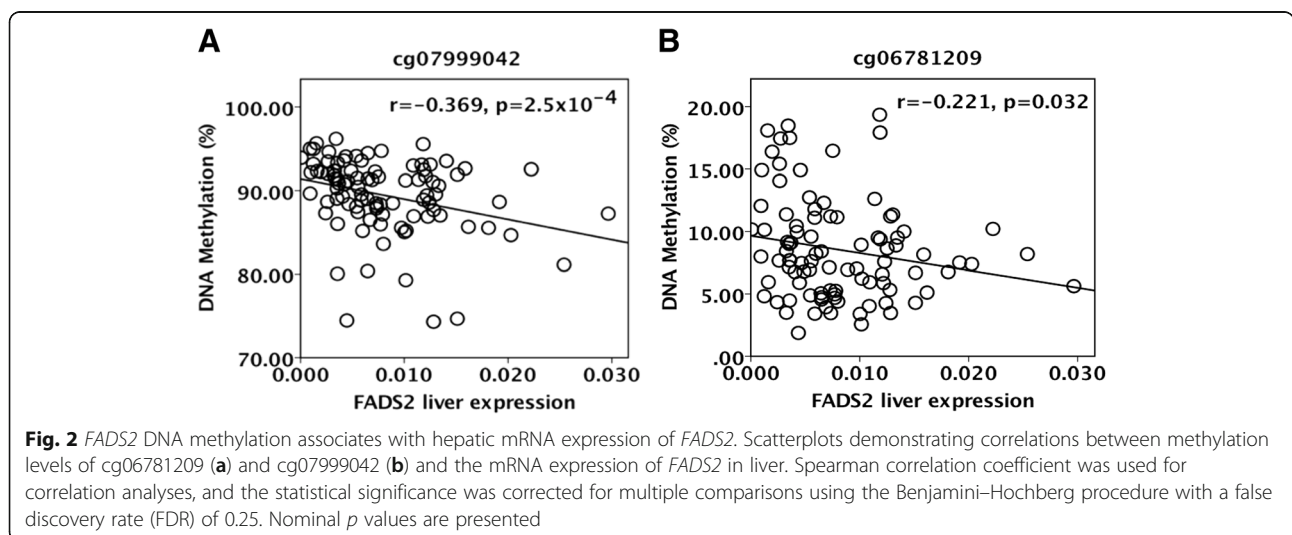 A
cg07999042
r=-0.369, p=2.5x10⁻⁴
DNA Methylation (%)
100.00
90.00
80.00
70.00
0.000 0.010 0.020 0.030
FADS2 liver expression
B
cg06781209
r=-0.221, p=0.032
DNA Methylation (%)
20.00
15.00
10.00
5.00
.00
0.000 0.010 0.020 0.030
FADS2 liver expression
Fig. 2 FADS2 DNA methylation associates with hepatic mRNA expression of FADS2. Scatterplots demonstrating correlations between methylation
levels of cg06781209 (a) and cg07999042 (b) and the mRNA expression of FADS2 in liver. Spearman correlation coefficient was used for
correlation analyses, and the statistical significance was corrected for multiple comparisons using the Benjamini–Hochberg procedure with a false
discovery rate (FDR) of 0.25. Nominal p values are presented